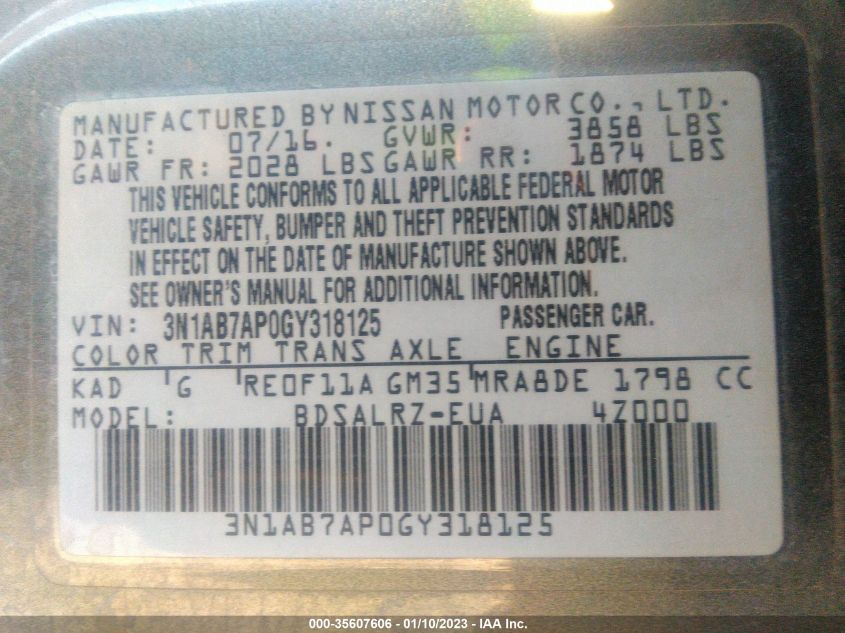 MANUFACTURED BY NISSAN MOTOR CO., LTD.
DATE: 07/16. GVWR: 3858 LBS
GAWR FR: 2028 LBS GAWR RR: 1874 LBS
THIS VEHICLE CONFORMS TO ALL APPLICABLE FEDERAL MOTOR
VEHICLE SAFETY, BUMPER AND THEFT PREVENTION STANDARDS
IN EFFECT ON THE DATE OF MANUFACTURE SHOWN ABOVE.
SEE OWNER'S MANUAL FOR ADDITIONAL INFORMATION.
VIN: 3N1AB7AP0GY318125 PASSENGER CAR.
COLOR TRIM TRANS AXLE ENGINE
KAD G RE0F11A GM35 MRA8DE 1798 CC
MODEL: BDSALRZ-EUA 4Z000
3N1AB7AP0GY318125
000-35607606 - 01/10/2023 - IAA Inc.